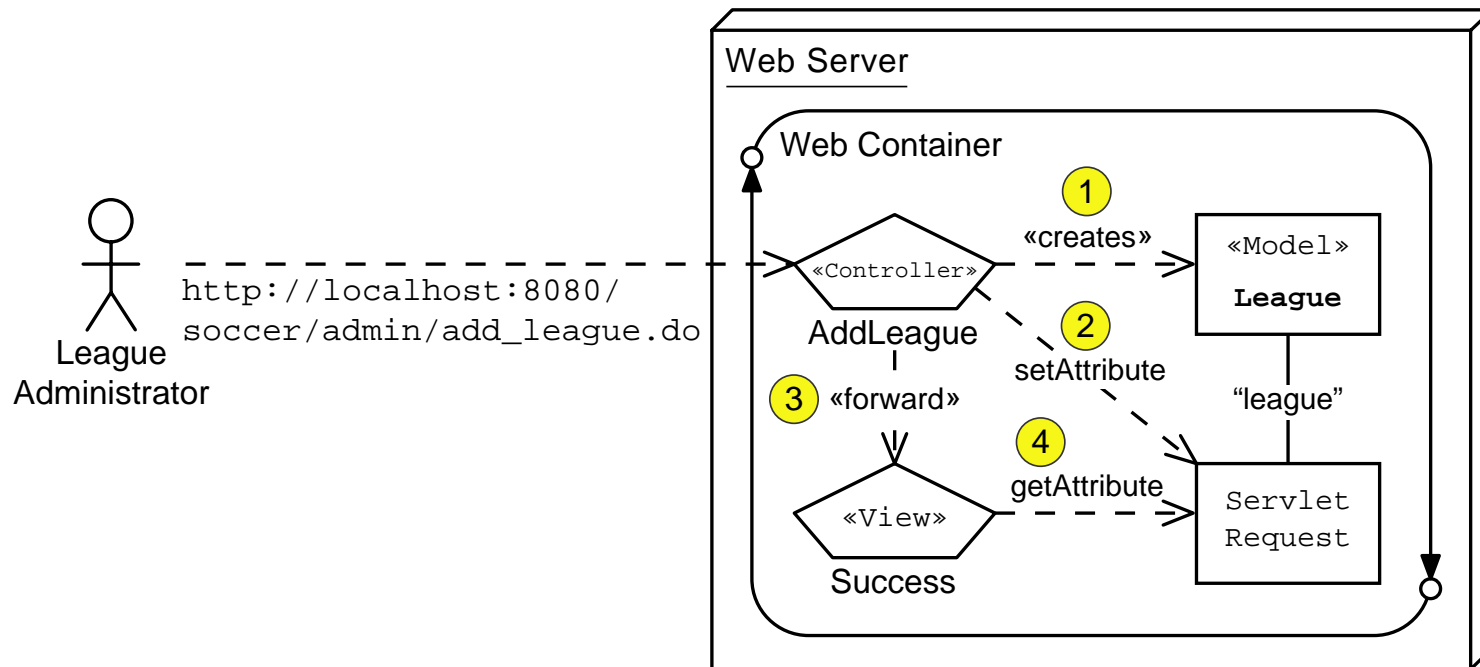 Web Server
Web Container
1
«creates»
«Model»
League
«Controller»
AddLeague
http://localhost:8080/
soccer/admin/add_league.do
League
Administrator
2
setAttribute
3
«forward»
“league”
4
getAttribute
«View»
Success
Servlet
Request